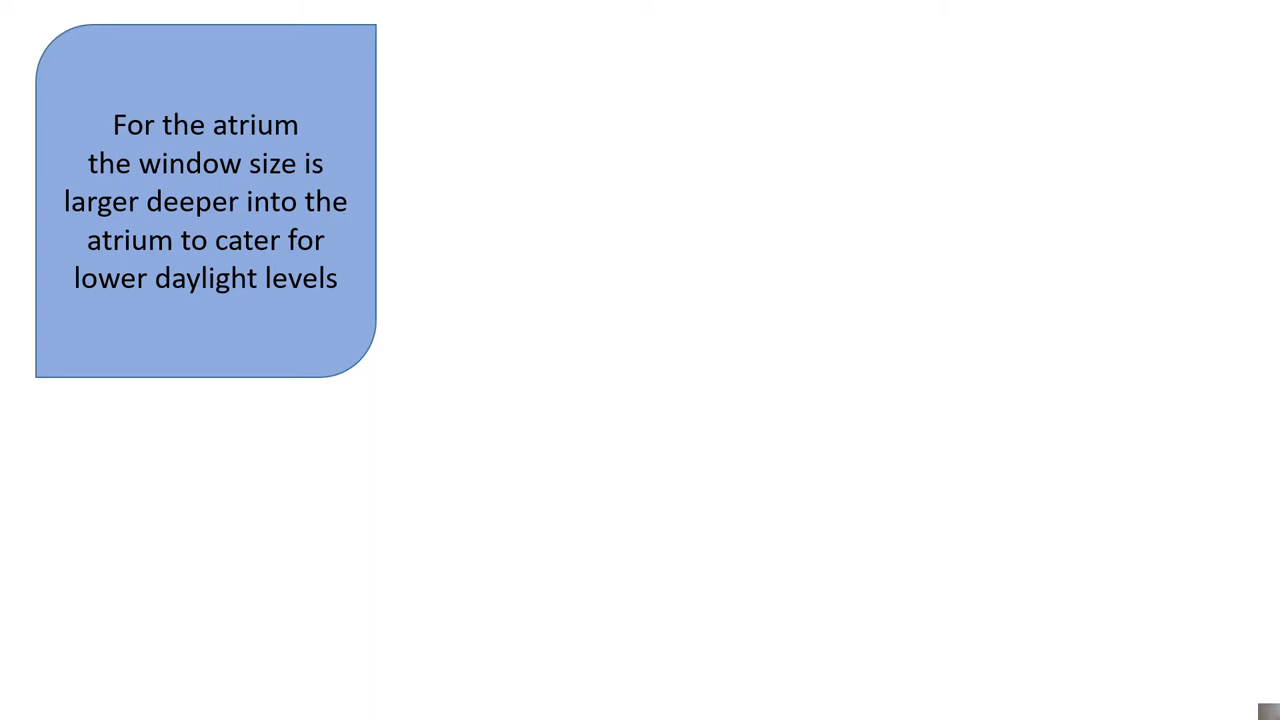 For the atrium
the window size is
larger deeper into the
atrium to cater for
lower daylight levels